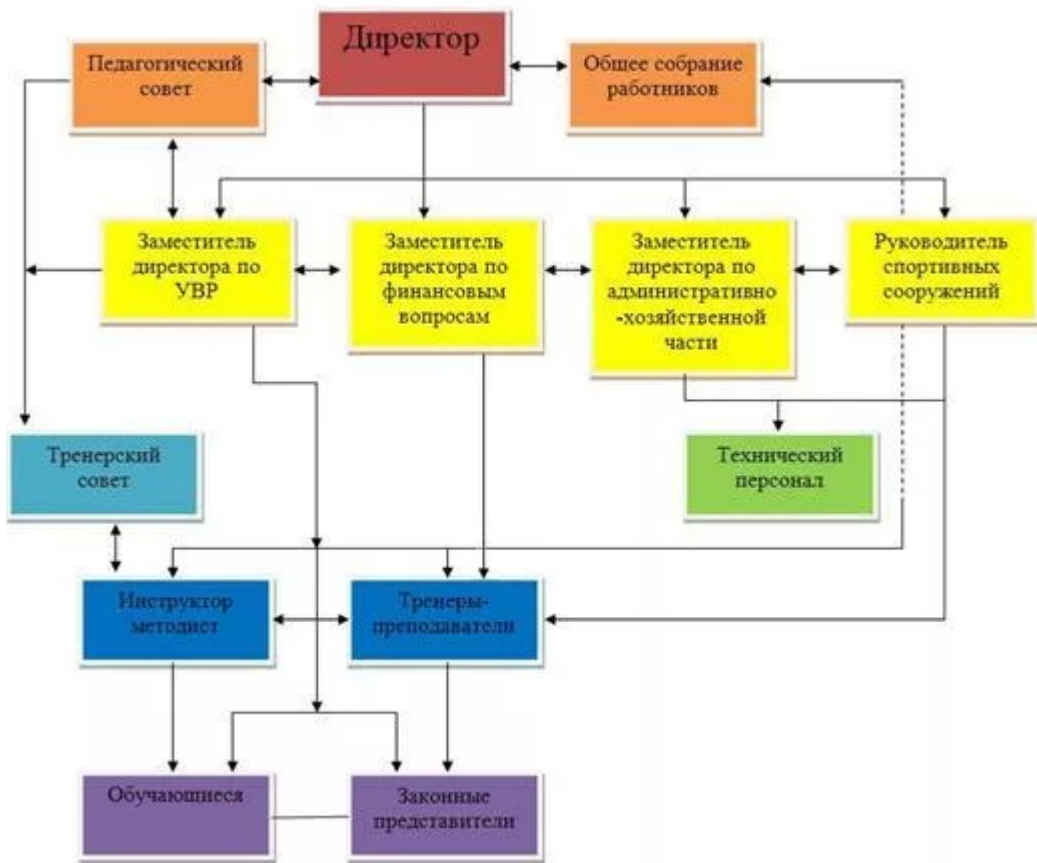 Директор
Педагогический
совет
Общее собрание
работников
Заместитель
директора по
УВР
Заместитель
директора по
финансовым
вопросам
Заместитель
директора по
административно
-хозяйственной
части
Руководитель
спортивных
сооружений
Тренерский
совет
Технический
персонал
Инструктор
методист
Тренеры-
преподаватели
Обучающиеся
Законные
представители